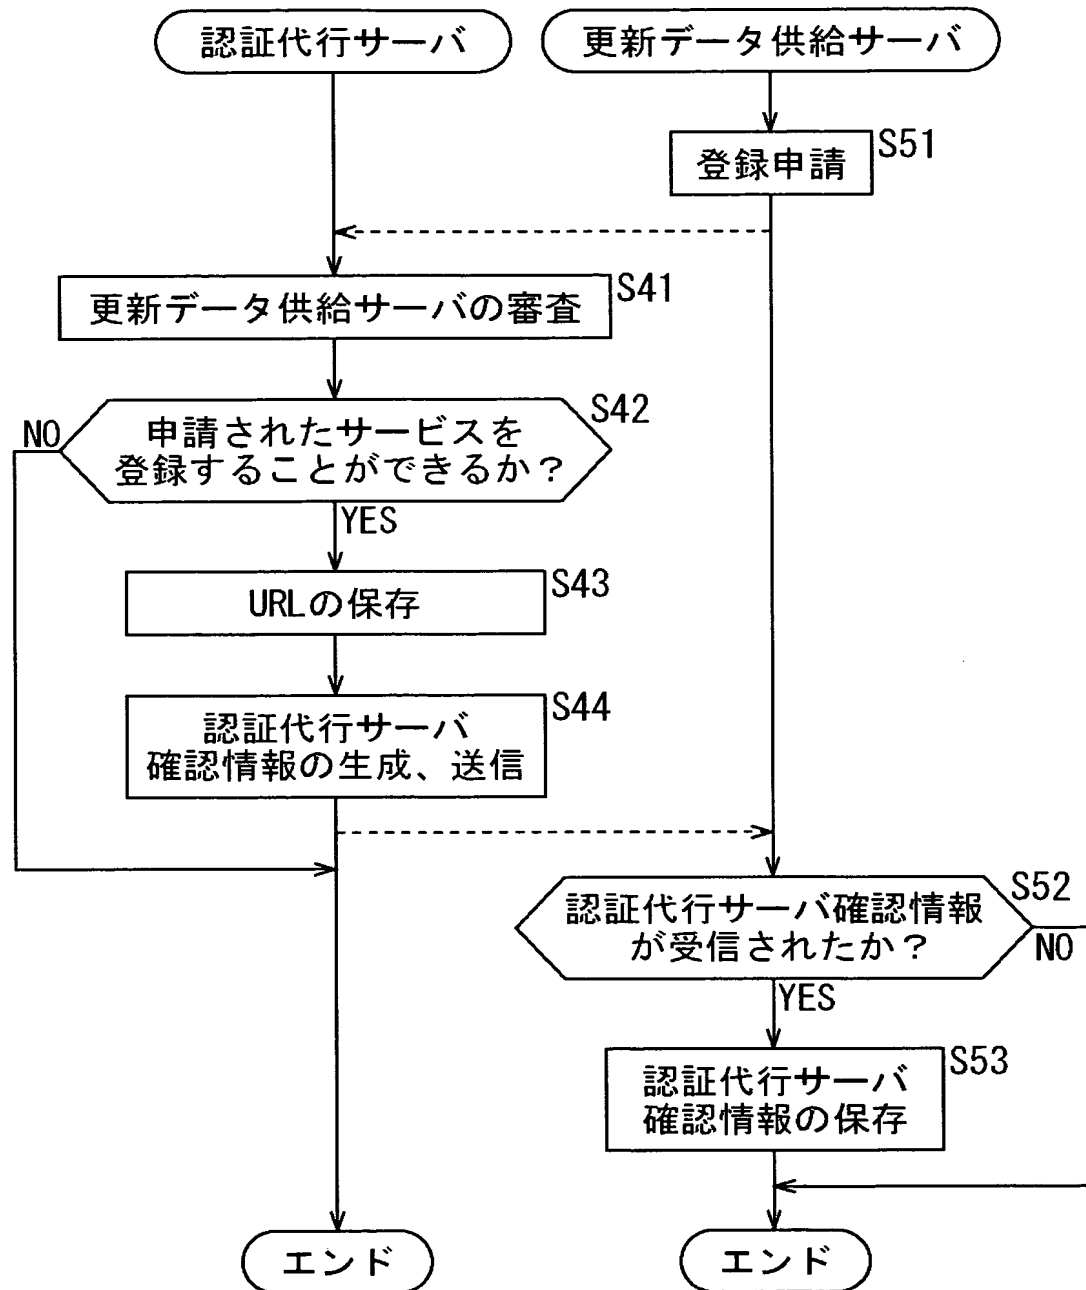 認証代行サーバ
更新データ供給サーバ
登録申請
S51
更新データ供給サーバの審査
S41
申請されたサービスを
登録することができるか？
S42
NO
YES
URLの保存
S43
認証代行サーバ
確認情報の生成、送信
S44
認証代行サーバ確認情報
が受信されたか？
S52
NO
YES
認証代行サーバ
確認情報の保存
S53
エンド
エンド